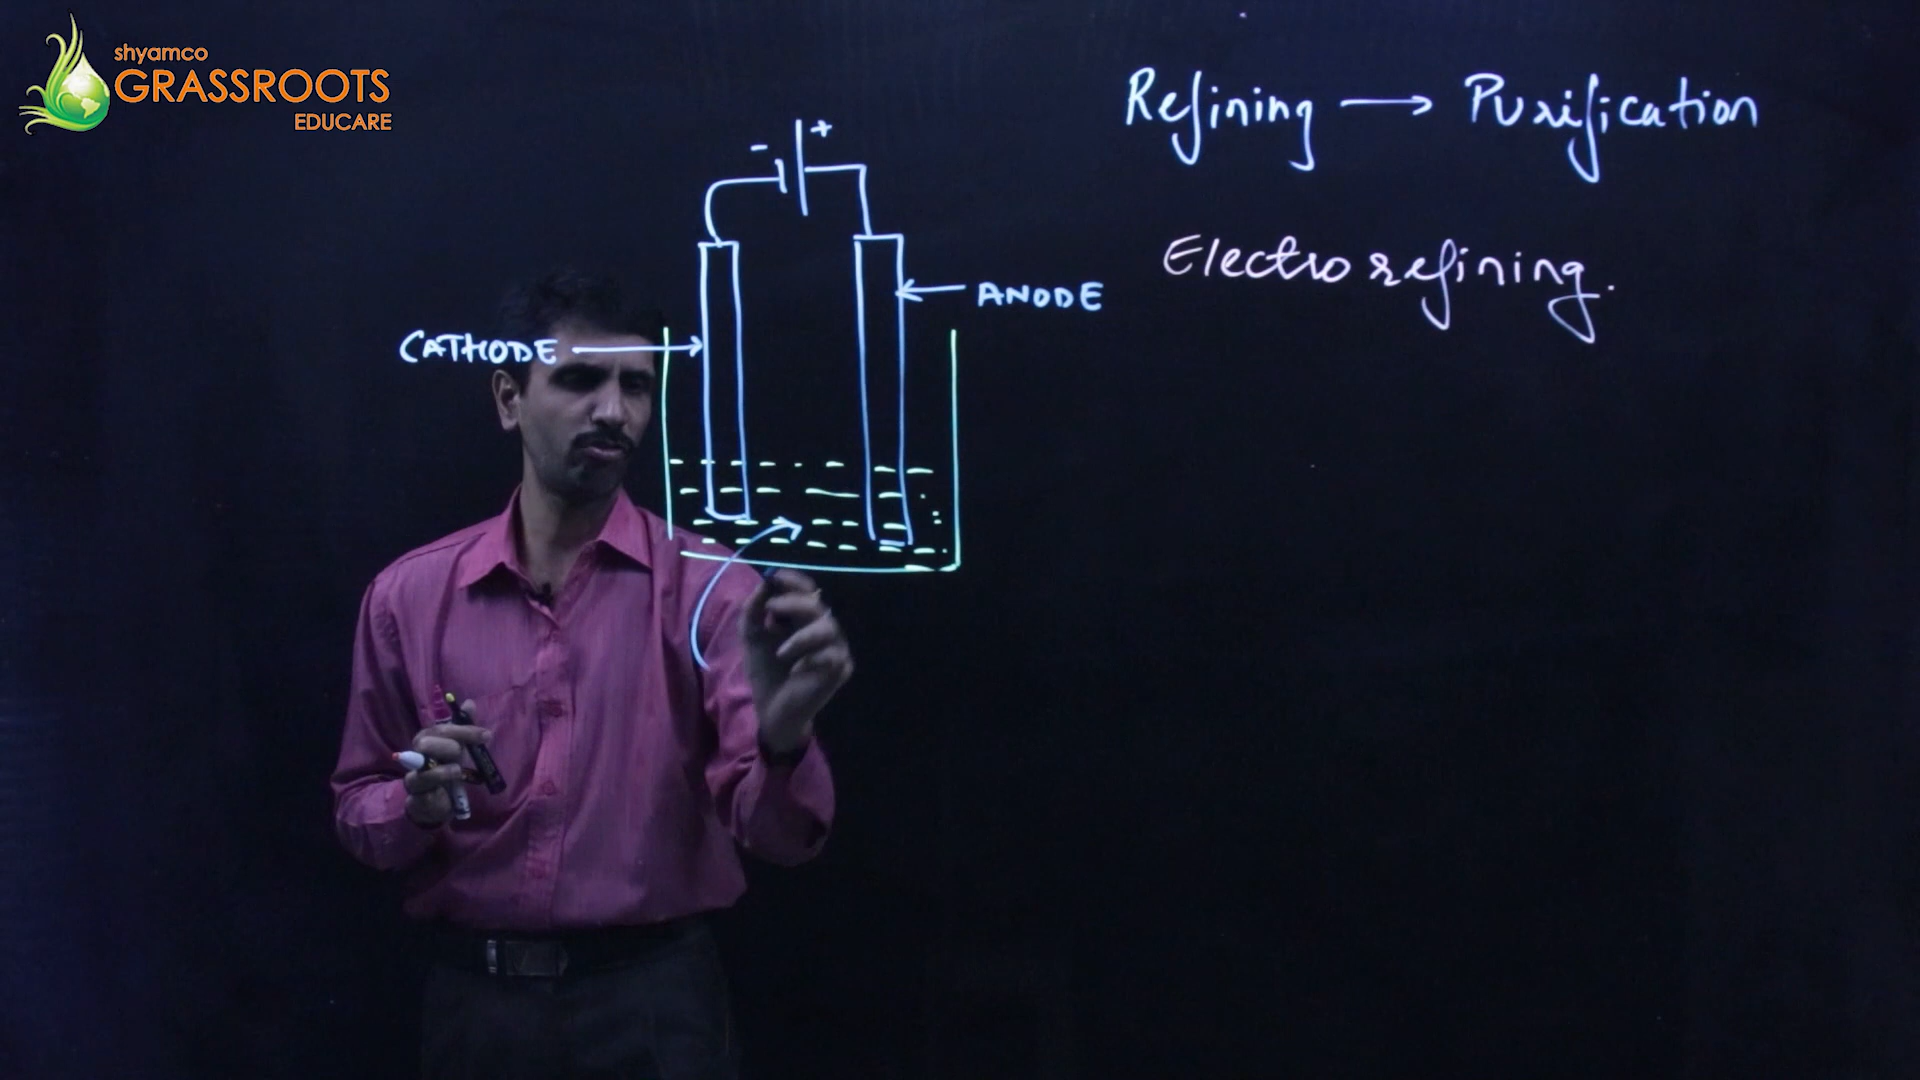 shyamco
GRASSROOTS
EDUCARE
Refining → Purification
Electrorefining.
- +
ANODE
CATHODE